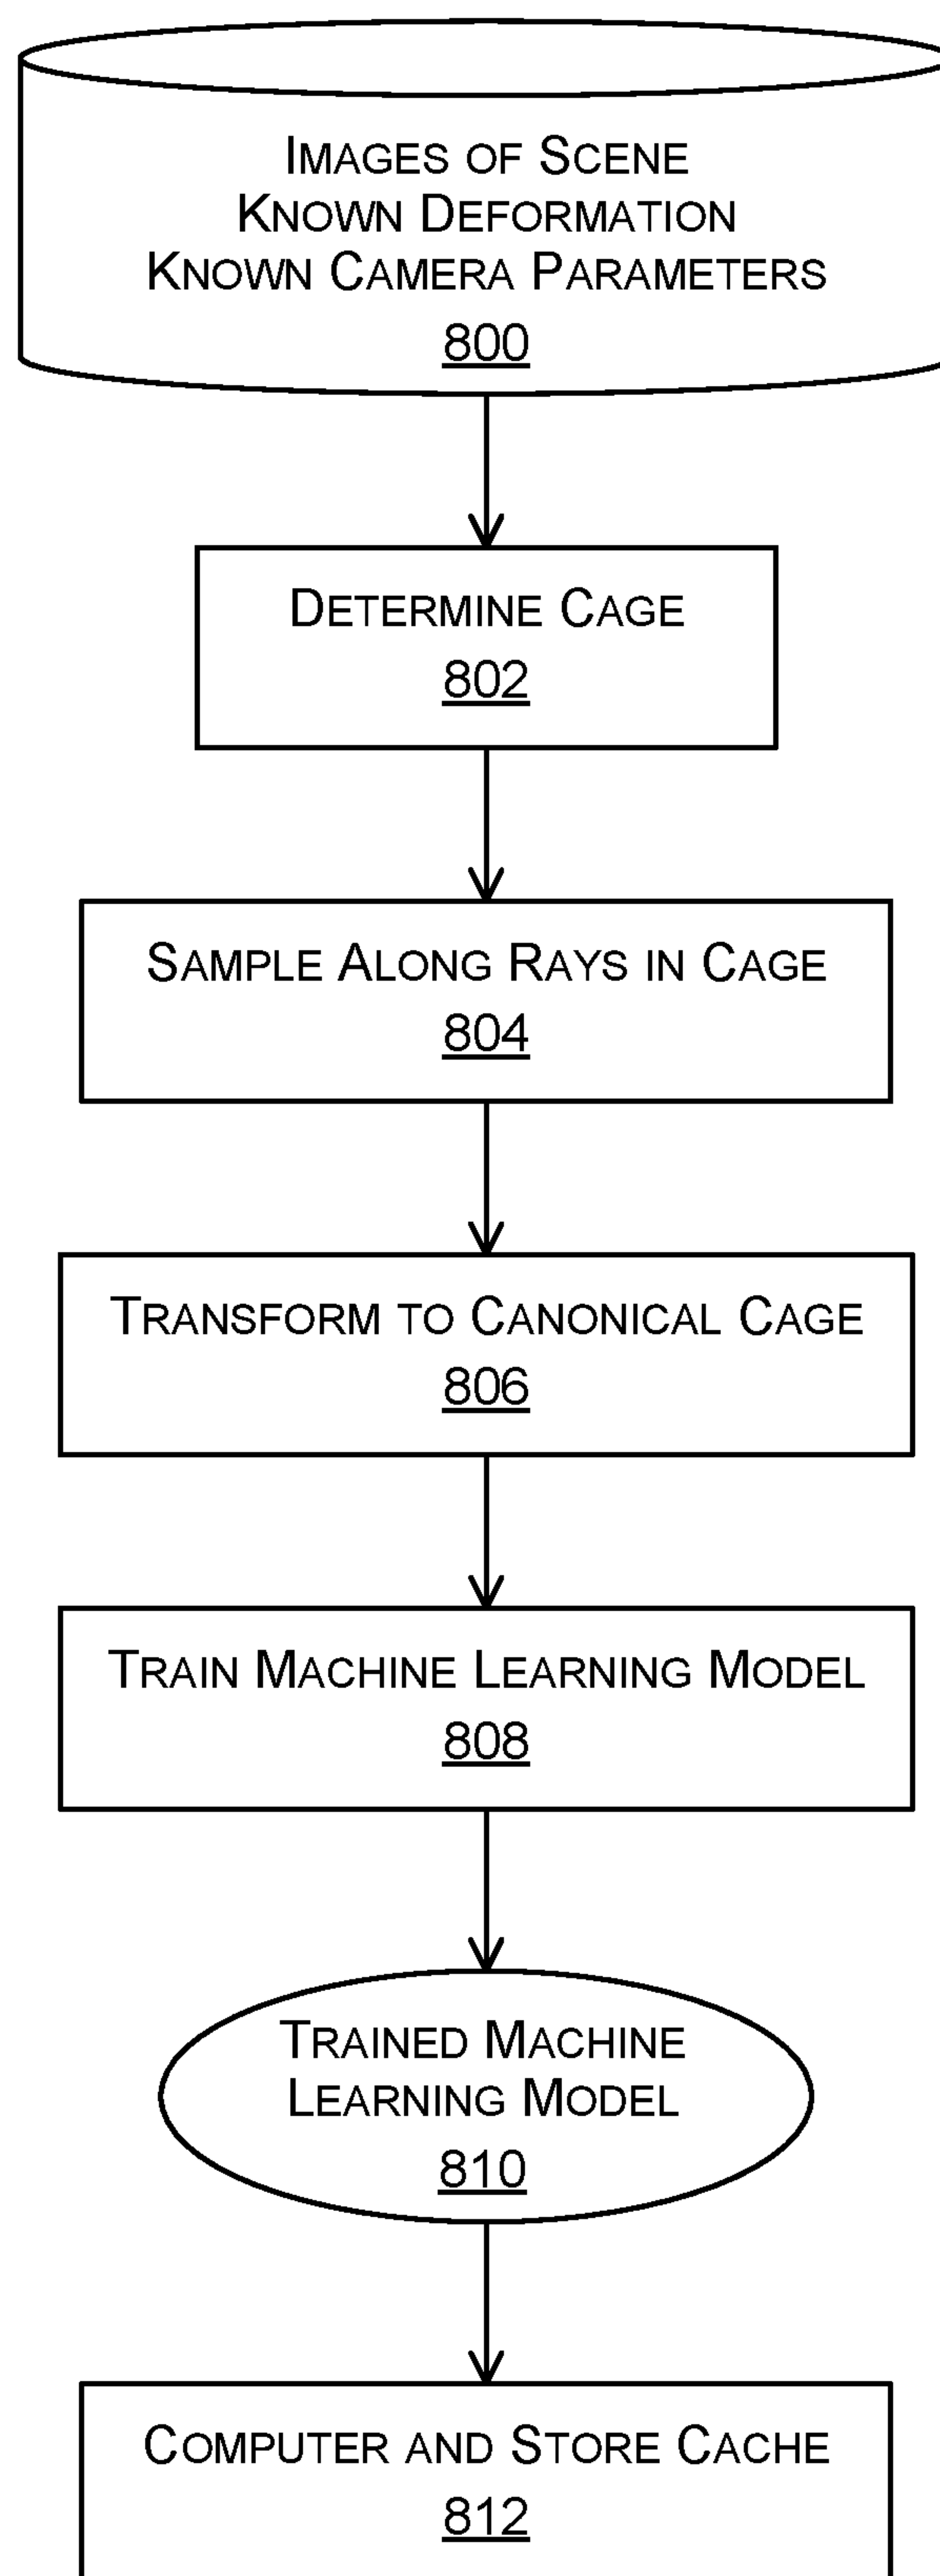 IMAGES OF SCENE
KNOWN DEFORMATION
KNOWN CAMERA PARAMETERS
800
DETERMINE CAGE
802
SAMPLE ALONG RAYS IN CAGE
804
TRANSFORM TO CANONICAL CAGE
806
TRAIN MACHINE LEARNING MODEL
808
TRAINED MACHINE
LEARNING MODEL
810
COMPUTER AND STORE CACHE
812